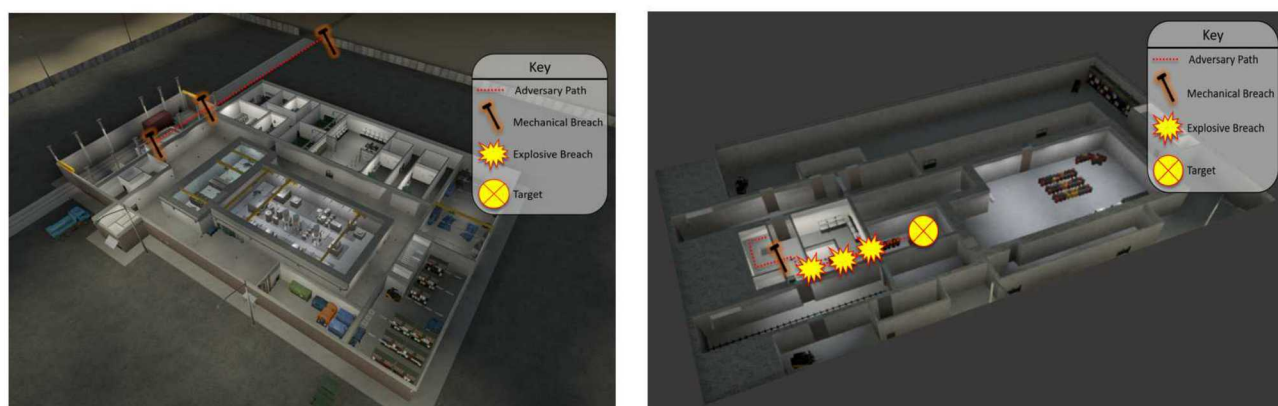 Key
Adversary Path
Mechanical Breach
Explosive Breach
Target
Key
Adversary Path
Mechanical Breach
Explosive Breach
Target